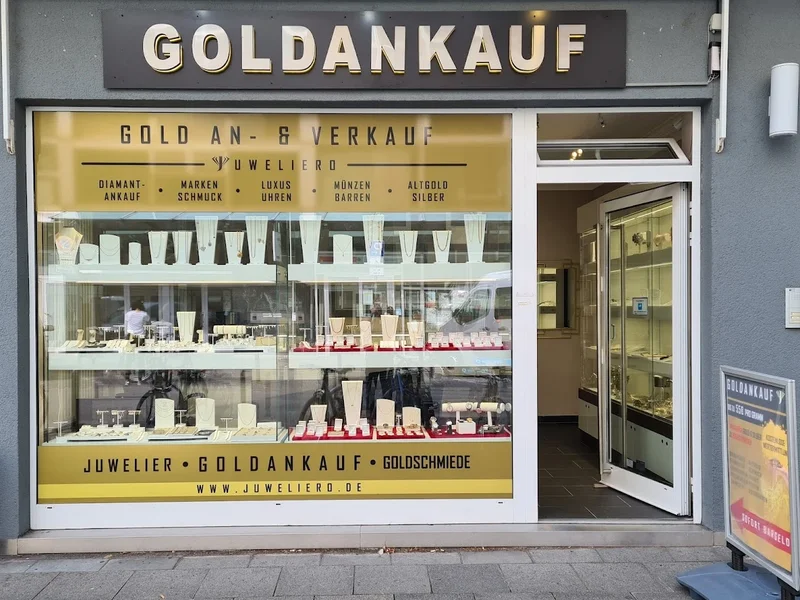 GOLDANKAUF
GOLD AN- & VERKAUF
JUWELIERO
DIAMANT-
ANKAUF
•
MARKEN
SCHMUCK
•
LUXUS
UHREN
•
MÜNZEN
BARREN
•
ALTGOLD
SILBER
JUWELIER • GOLDANKAUF • GOLDSCHMIEDE
WWW.JUWELIERO.DE
GOLDANKAUF
SOFORT BARGELD